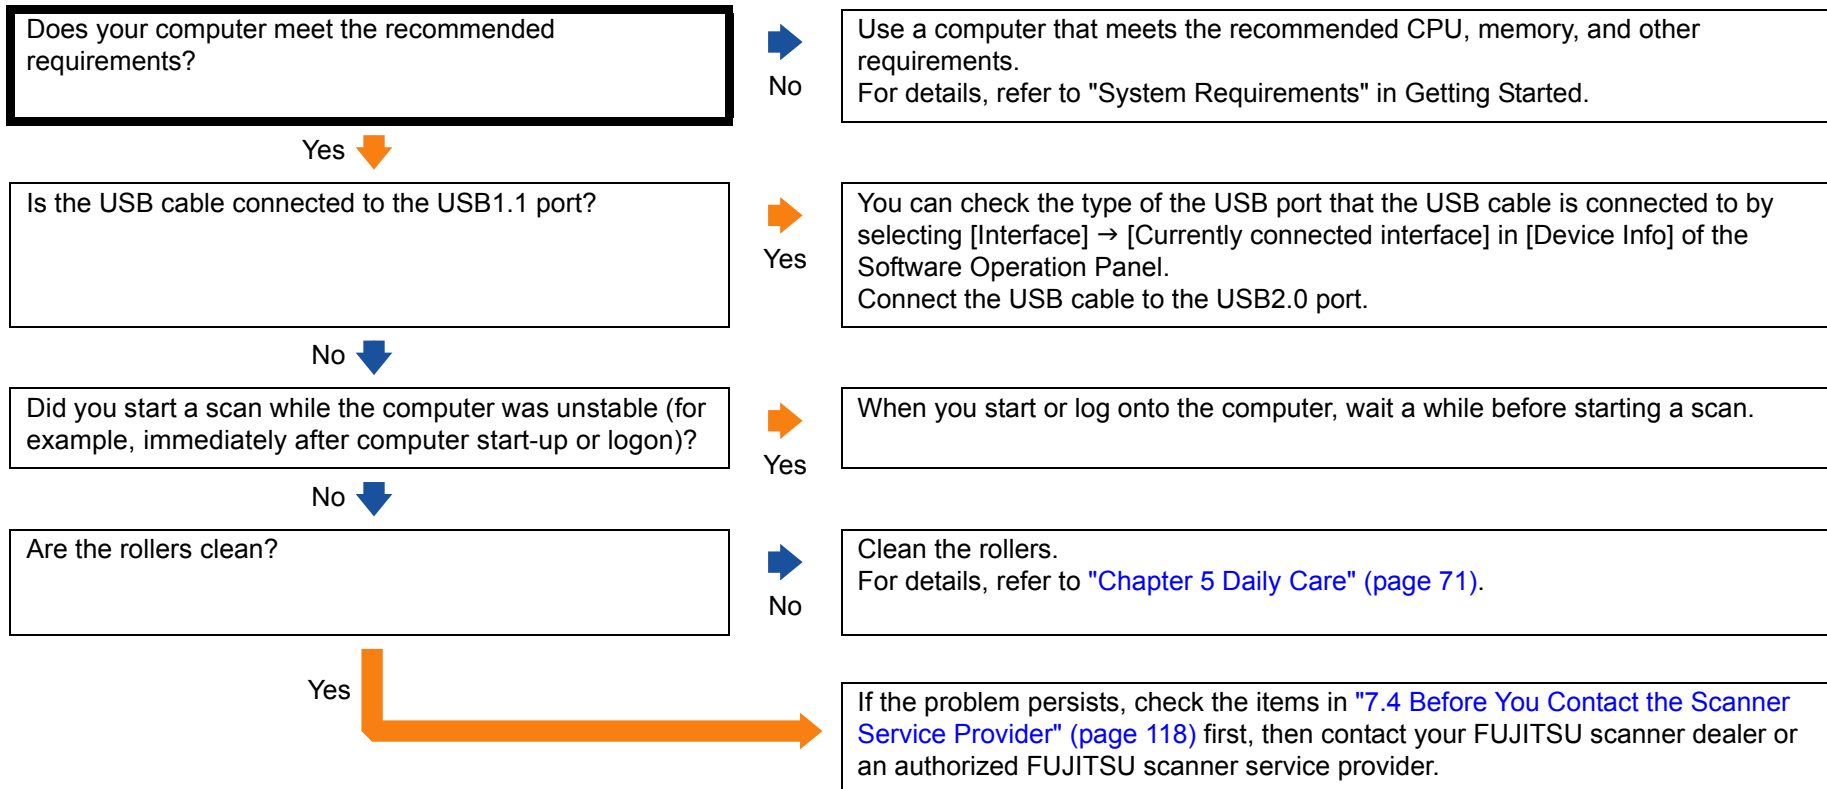 Does your computer meet the recommended
requirements?
No
Use a computer that meets the recommended CPU, memory, and other
requirements.
For details, refer to "System Requirements" in Getting Started.
Yes
Is the USB cable connected to the USB1.1 port?
Yes
You can check the type of the USB port that the USB cable is connected to by
selecting [Interface] → [Currently connected interface] in [Device Info] of the
Software Operation Panel.
Connect the USB cable to the USB2.0 port.
No
Did you start a scan while the computer was unstable (for
example, immediately after computer start-up or logon)?
Yes
When you start or log onto the computer, wait a while before starting a scan.
No
Are the rollers clean?
No
Clean the rollers.
For details, refer to "Chapter 5 Daily Care" (page 71).
Yes
If the problem persists, check the items in "7.4 Before You Contact the Scanner
Service Provider" (page 118) first, then contact your FUJITSU scanner dealer or
an authorized FUJITSU scanner service provider.